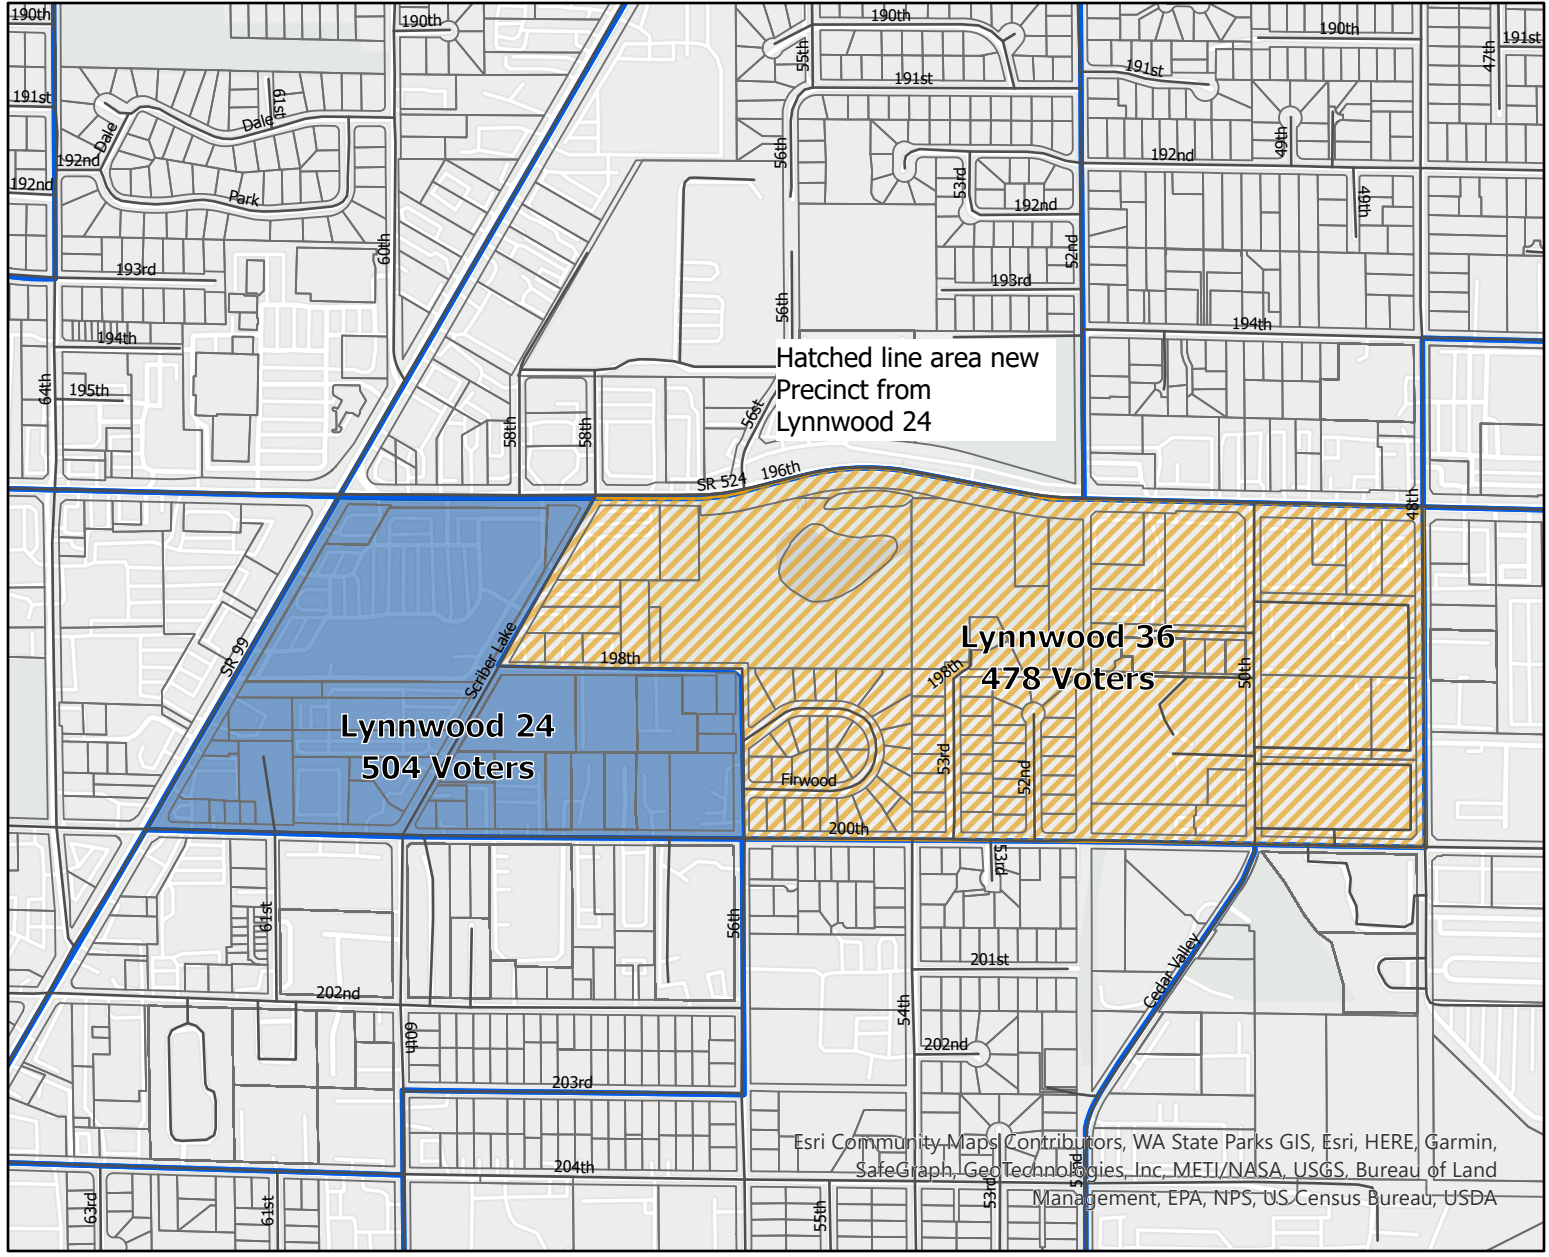 190th
190th
190th
190th
191st
47th
55th
191st
191st
191st
61st
Dale
Dale
49th
192nd
56th
192nd
192nd
53rd
49th
Park
192nd
60th
52nd
193rd
193rd
56th
194th
194th
Hatched line area new
Precinct from
Lynnwood 24
64th
195th
56st
58th
58th
SR 524
196th
48th
Lynnwood 36
478 Voters
SR 99
Scriber Lake
198th
198th
50th
Lynnwood 24
504 Voters
53rd
52nd
Firwood
200th
53rd
61st
56th
201st
Cedar Valley
202nd
54th
60th
202nd
203rd
Esri Community Maps Contributors, WA State Parks GIS, Esri, HERE, Garmin,
SafeGraph, GeoTechnologies, Inc, METI/NASA, USGS, Bureau of Land
Management, EPA, NPS, US Census Bureau, USDA
204th
52nd
63rd
61st
55th
53rd